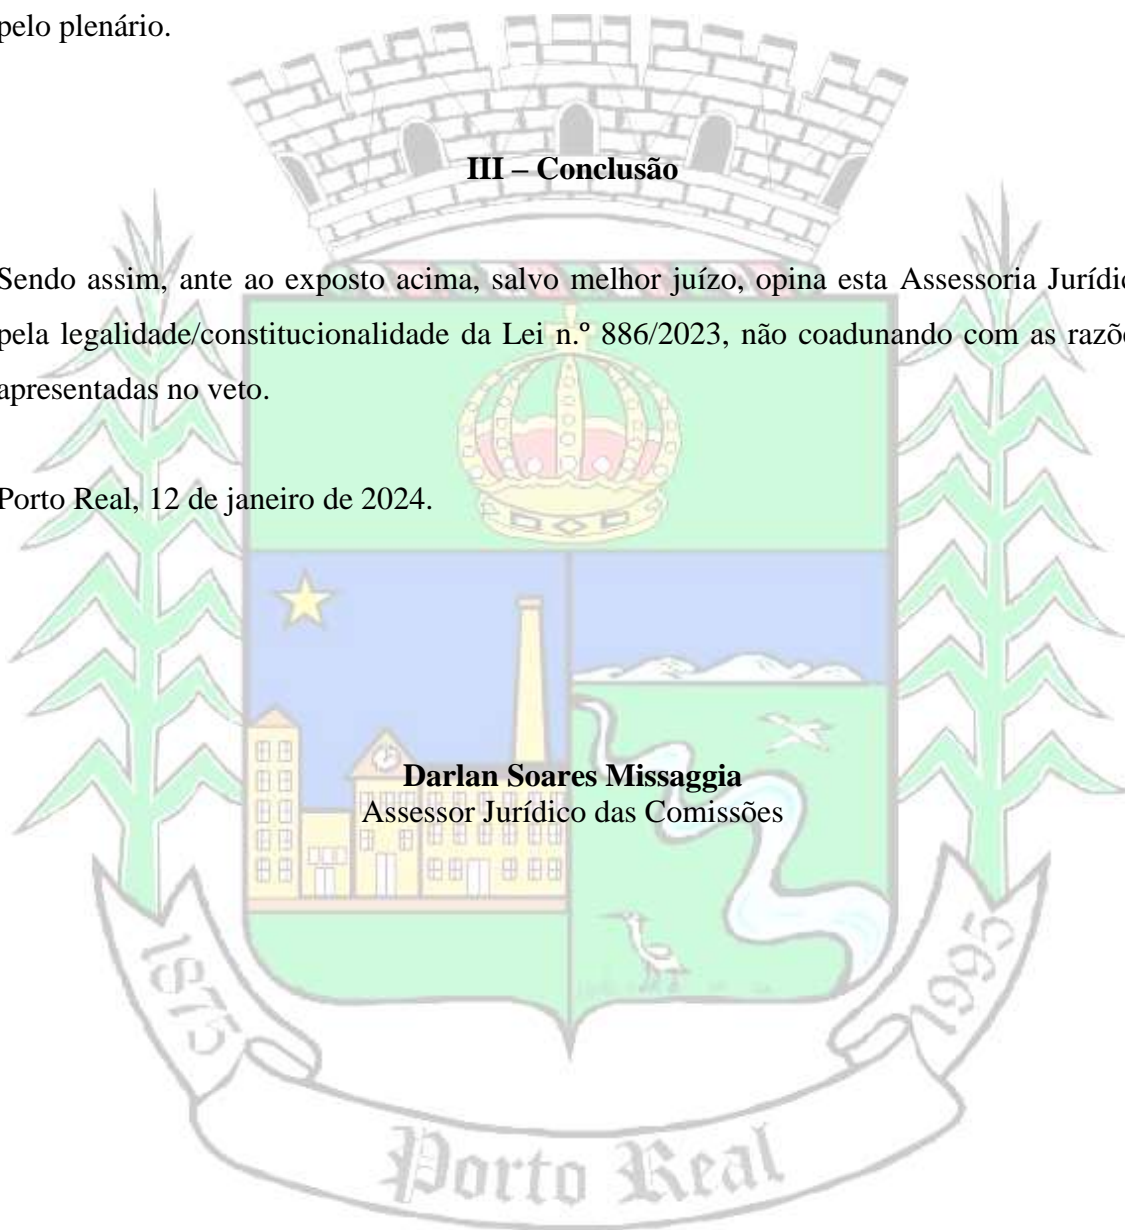 pelo plenário.
III – Conclusão
Sendo assim, ante ao exposto acima, salvo melhor juízo, opina esta Assessoria Jurídic
pela legalidade/constitucionalidade da Lei n.º 886/2023, não coadunando com as razõ
apresentadas no veto.
Porto Real, 12 de janeiro de 2024.
Darlan Soares Missaggia
Assessor Jurídico das Comissões
1875
1995
Porto Real